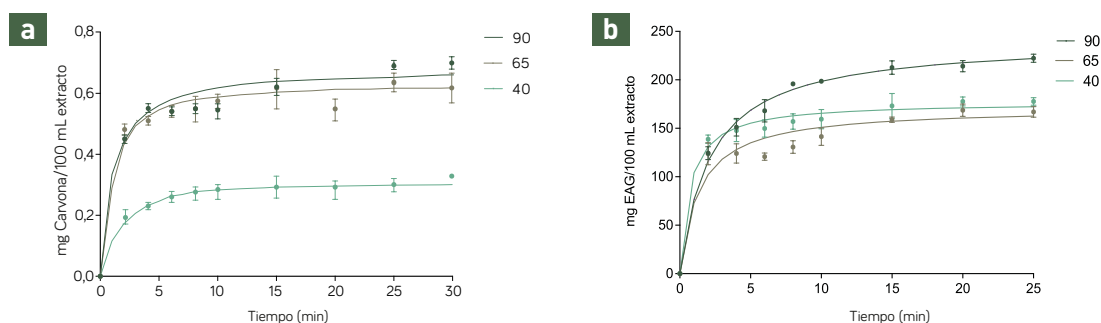 a
mg Carvona/100 mL extracto
0,8
0,6
0,4
0,2
0,0
0 5 10 15 20 25 30
Tiempo (min)
90
65
40
b
mg EAG/100 mL extracto
250
200
150
100
50
0
0 5 10 15 20 25
Tiempo (min)
90
65
40